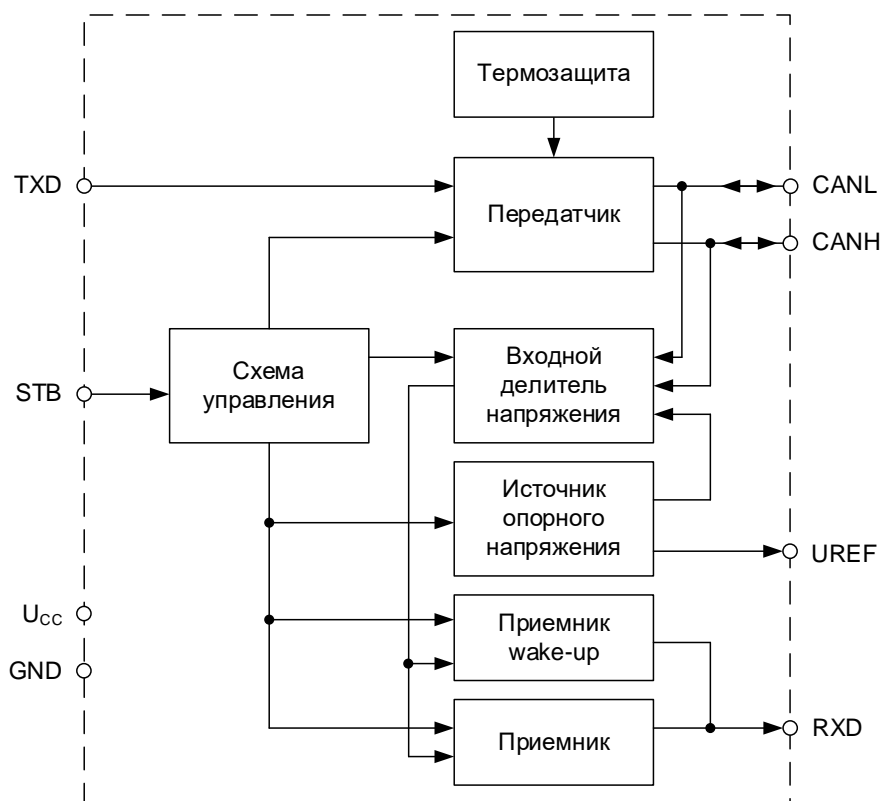 Термозащита
TXD
Передатчик
CANL
CANH
STB
Схема
управления
Входной
делитель
напряжения
Источник
опорного
напряжения
UREF
UCC
GND
Приемник
wake-up
Приемник
RXD